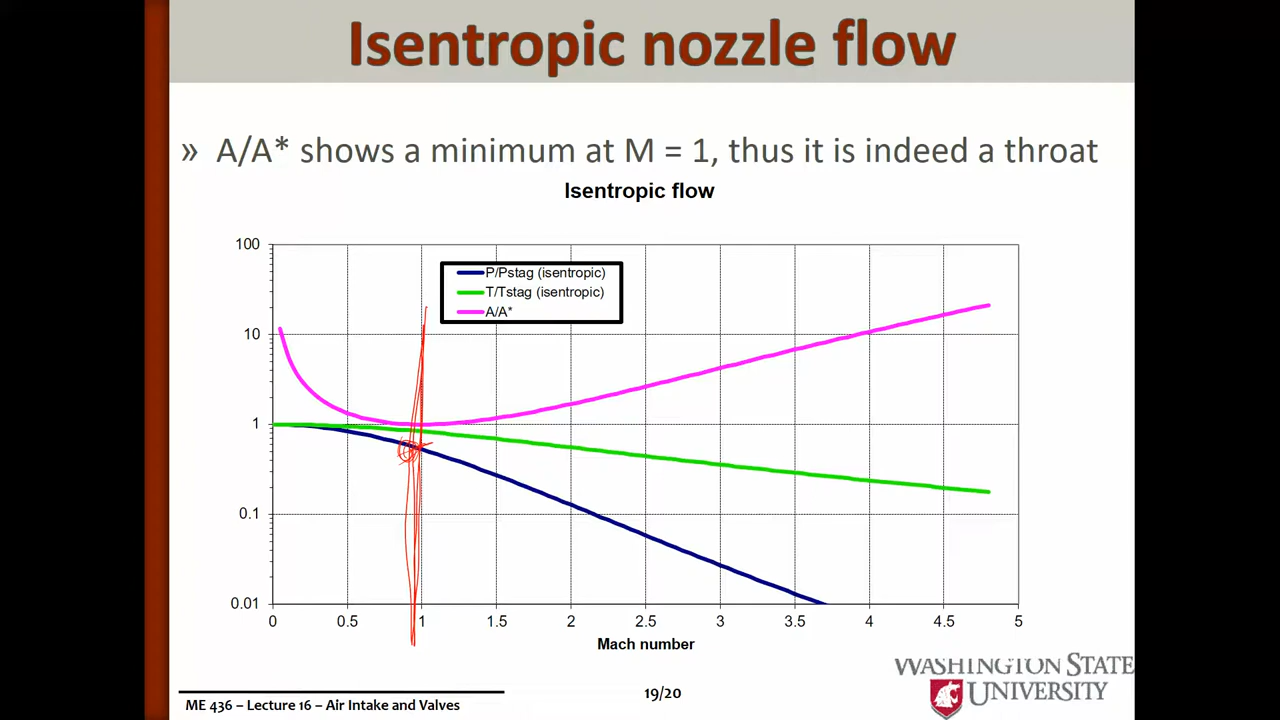 Isentropic nozzle flow
» A/A* shows a minimum at M = 1, thus it is indeed a throat
Isentropic flow
100
10
1
0.1
0.01
P/Pstag (isentropic)
T/Tstag (isentropic)
A/A*
0 0.5 1 1.5 2 2.5 3 3.5 4 4.5 5
Mach number
WASHINGTON STATE
UNIVERSITY
19/20
ME 436 – Lecture 16 – Air Intake and Valves